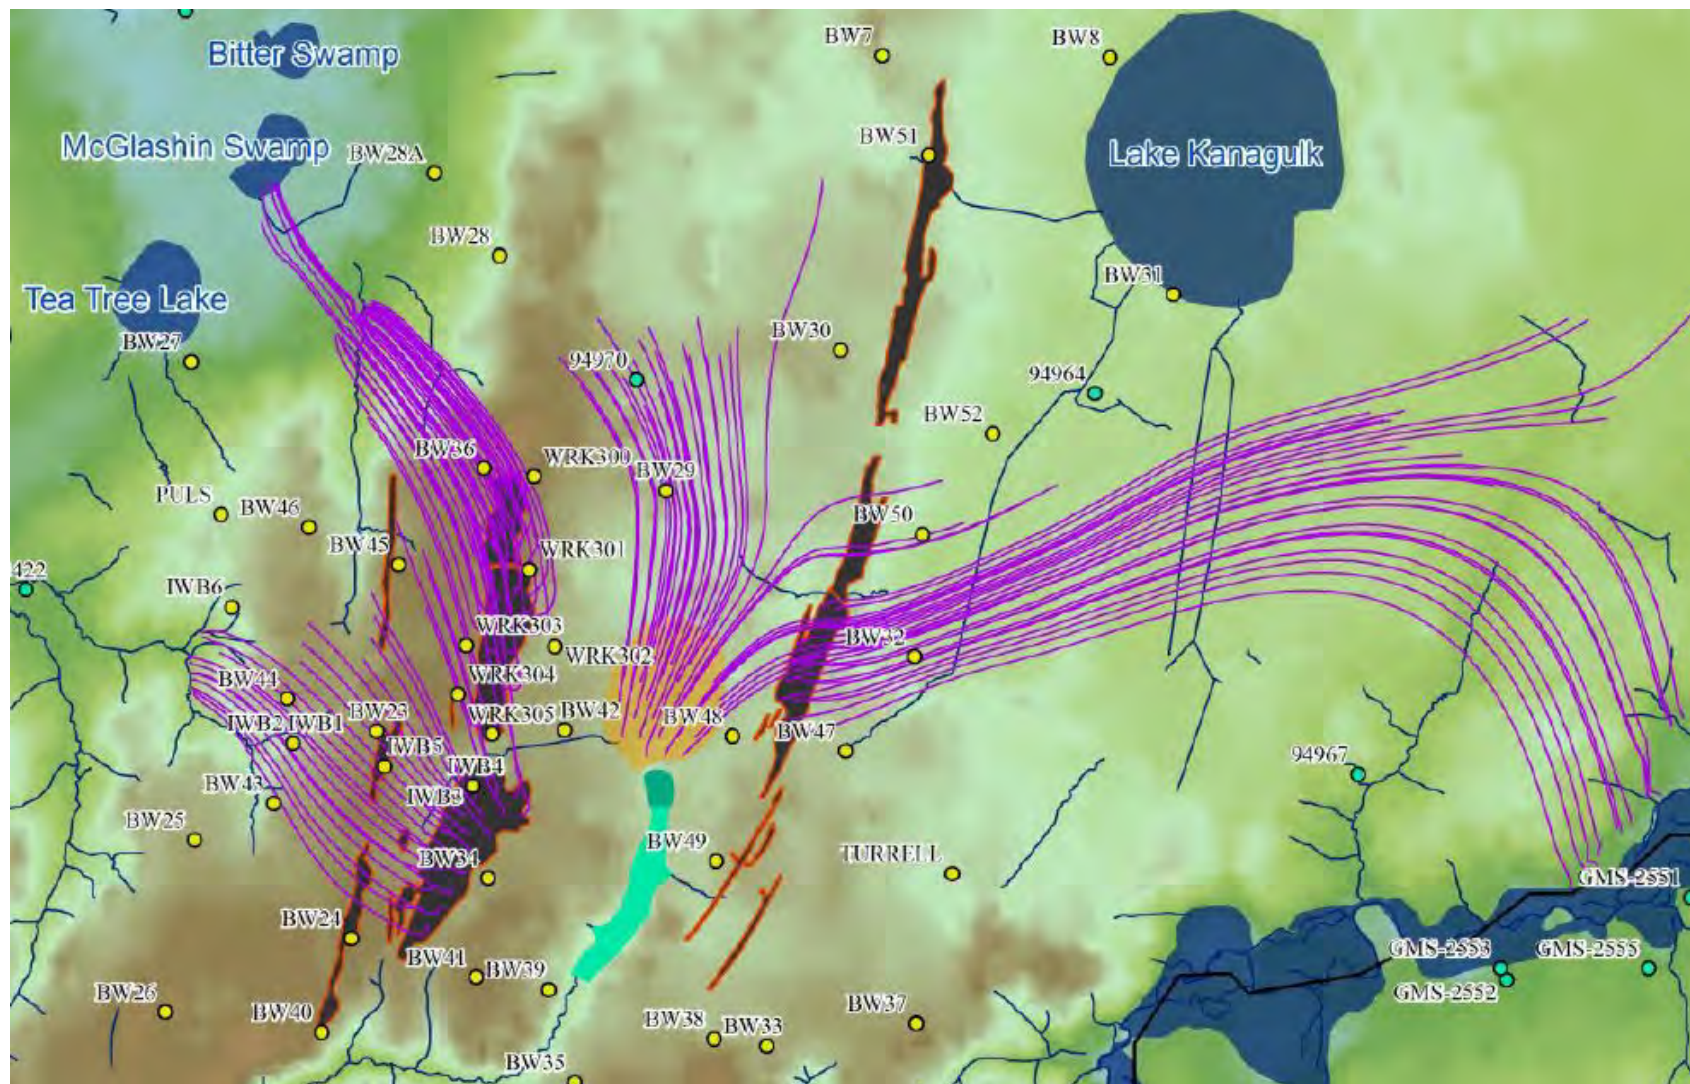 BW7
BW8
Bitter Swamp
BW51
McGlashin Swamp
BW28A
Lake Kanagulk
BW28
BW31
Tea Tree Lake
BW30
BW27
94970
94964
BW52
BW36
WRK300
BW29
PULS
BW46
BW50
BW45
WRK301
422
IWB6
WRK303
BW32
WRK302
WRK304
BW44
WRK305
BW42
BW48
BW23
IWB2
IWB1
BW47
IWB5
94967
IWB4
BW43
IWB3
BW25
BW49
BW34
TURRELL
GMS-2551
BW24
GMS-2553
GMS-2555
BW41
BW39
GMS-2552
BW26
BW40
BW38
BW33
BW37
BW35